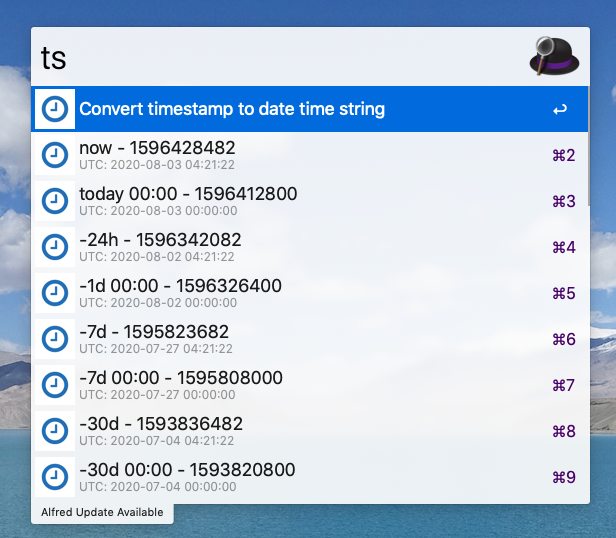 ts
Convert timestamp to date time string ↩
now - 1596428482 ⌘2
UTC: 2020-08-03 04:21:22
today 00:00 - 1596412800 ⌘3
UTC: 2020-08-03 00:00:00
-24h - 1596342082 ⌘4
UTC: 2020-08-02 04:21:22
-1d 00:00 - 1596326400 ⌘5
UTC: 2020-08-02 00:00:00
-7d - 1595823682 ⌘6
UTC: 2020-07-27 04:21:22
-7d 00:00 - 1595808000 ⌘7
UTC: 2020-07-27 00:00:00
-30d - 1593836482 ⌘8
UTC: 2020-07-04 04:21:22
-30d 00:00 - 1593820800 ⌘9
UTC: 2020-07-04 00:00:00
Alfred Update Available